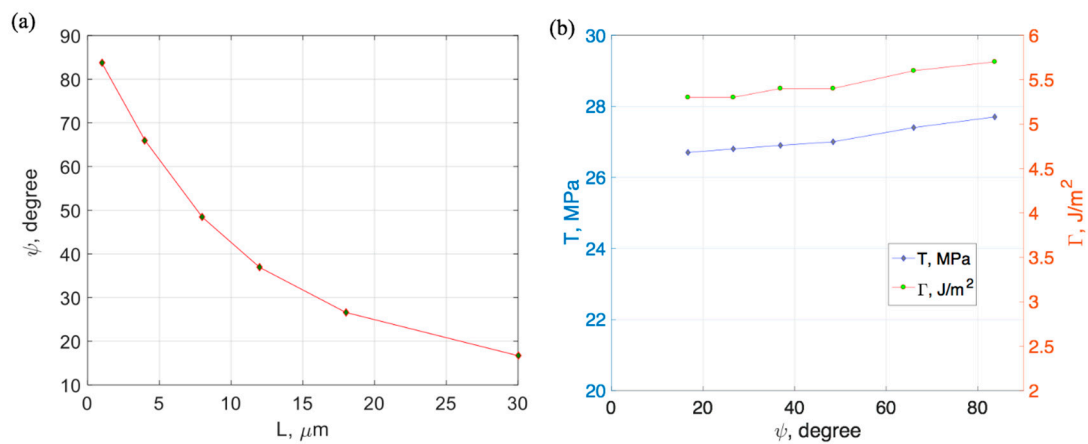 (a)
90
80
70
60
50
40
30
20
10
0 5 10 15 20 25 30
ψ, degree
L, μm
(b)
30
28
26
24
22
20
T, MPa
6
5.5
5
4.5
4
3.5
3
2.5
2
Γ, J/m²
T, MPa
Γ, J/m²
0 20 40 60 80
ψ, degree